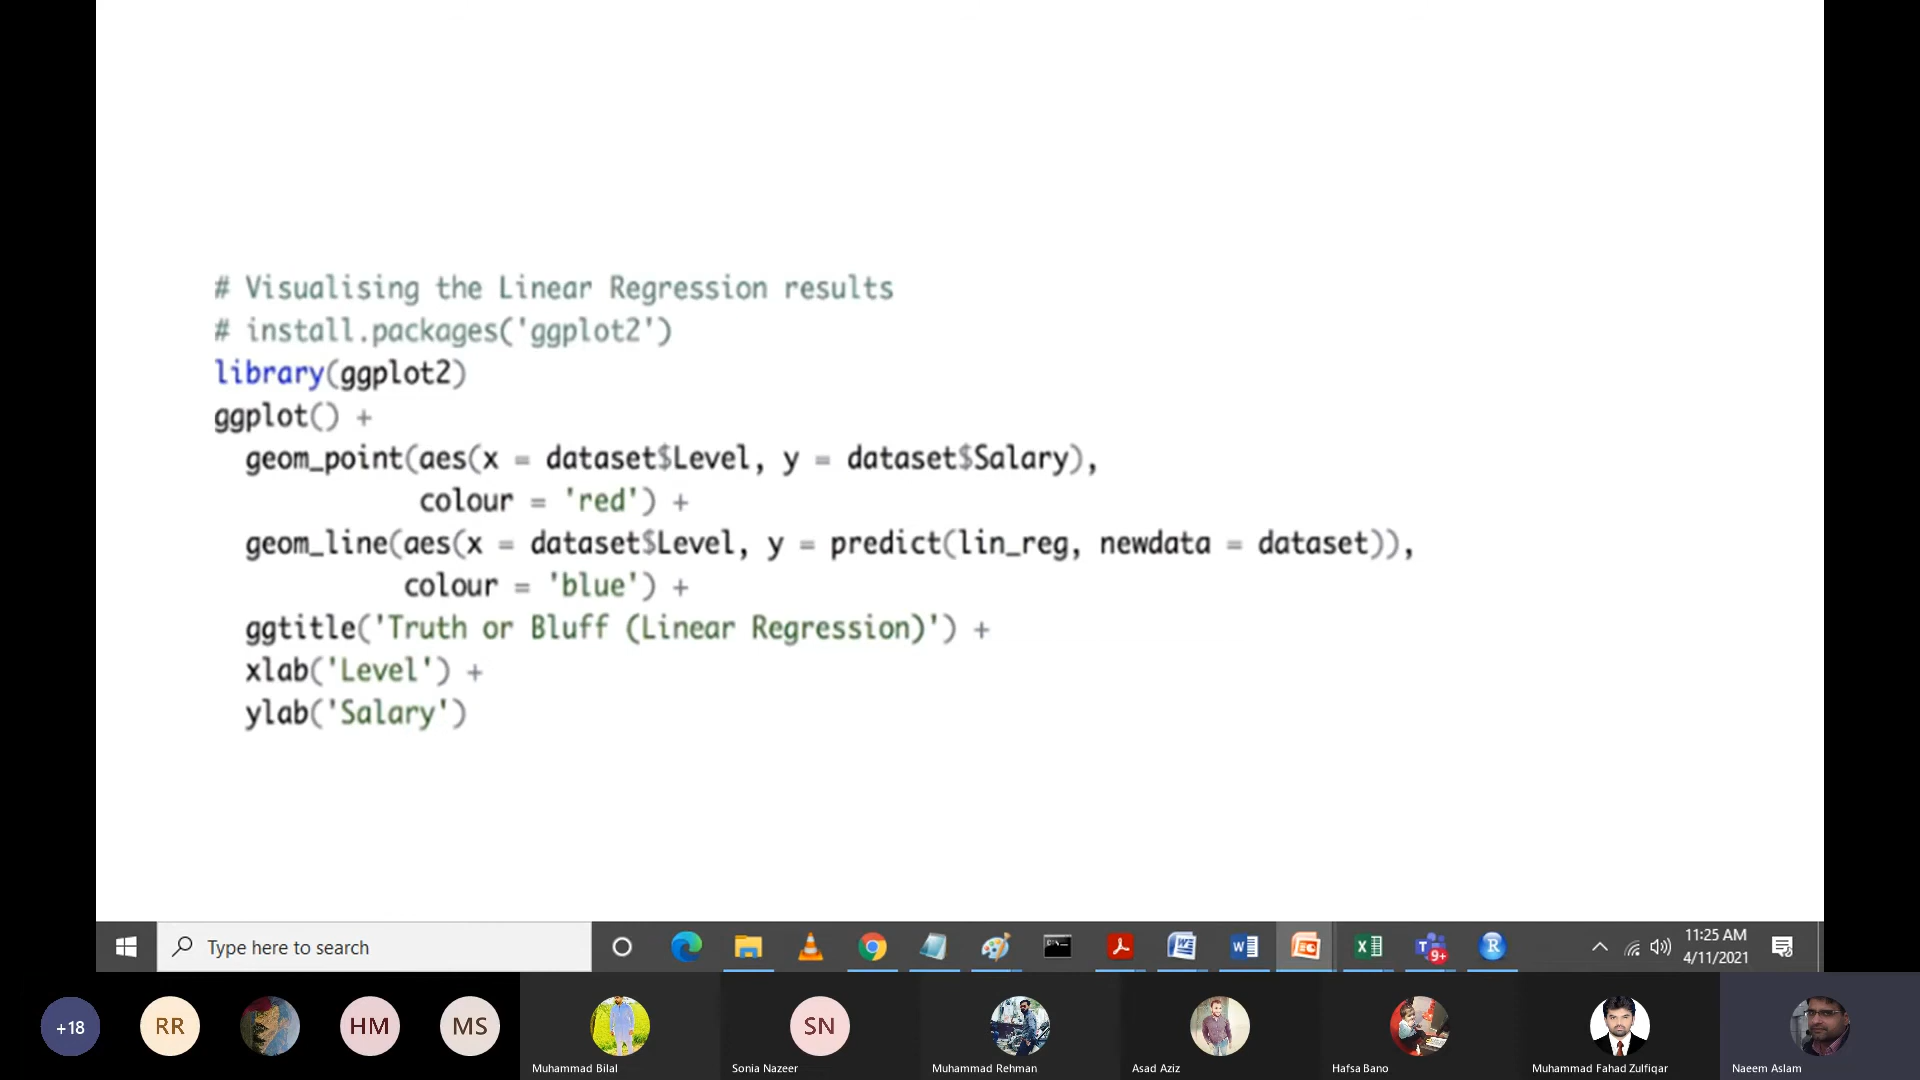 # Visualising the Linear Regression results
# install.packages('ggplot2')
library(ggplot2)
ggplot() +
geom_point(aes(x = dataset$Level, y = dataset$Salary),
colour = 'red') +
geom_line(aes(x = dataset$Level, y = predict(lin_reg, newdata = dataset)),
colour = 'blue') +
ggtitle('Truth or Bluff (Linear Regression)') +
xlab('Level') +
ylab('Salary')
Type here to search
9+
11:25 AM
4/11/2021
+18
RR
HM
MS
SN
Muhammad Bilal
Sonia Nazeer
Muhammad Rehman
Asad Aziz
Hafsa Bano
Muhammad Fahad Zulfiqar
Naeem Aslam